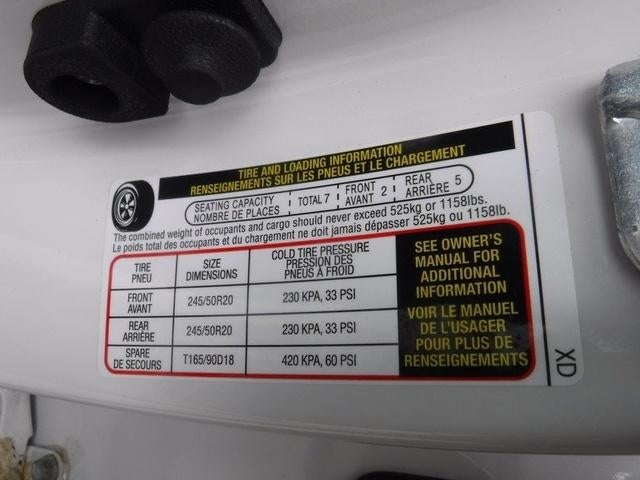 TIRE AND LOADING INFORMATION
RENSEIGNEMENTS SUR LES PNEUS ET LE CHARGEMENT
SEATING CAPACITY NOMBRE DE PLACES TOTAL 7 FRONT AVANT 2 REAR ARRIÈRE 5
The combined weight of occupants and cargo should never exceed 525kg or 1158lbs.
Le poids total des occupants et du chargement ne doit jamais dépasser 525kg ou 1158lb.
TIRE PNEU SIZE DIMENSIONS COLD TIRE PRESSURE PRESSION DES PNEUS À FROID
FRONT AVANT 245/50R20 230 KPA, 33 PSI
REAR ARRIÈRE 245/50R20 230 KPA, 33 PSI
SPARE DE SECOURS T165/90D18 420 KPA, 60 PSI
SEE OWNER'S
MANUAL FOR
ADDITIONAL
INFORMATION
VOIR LE MANUEL
DE L'USAGER
POUR PLUS DE
RENSEIGNEMENTS
XD